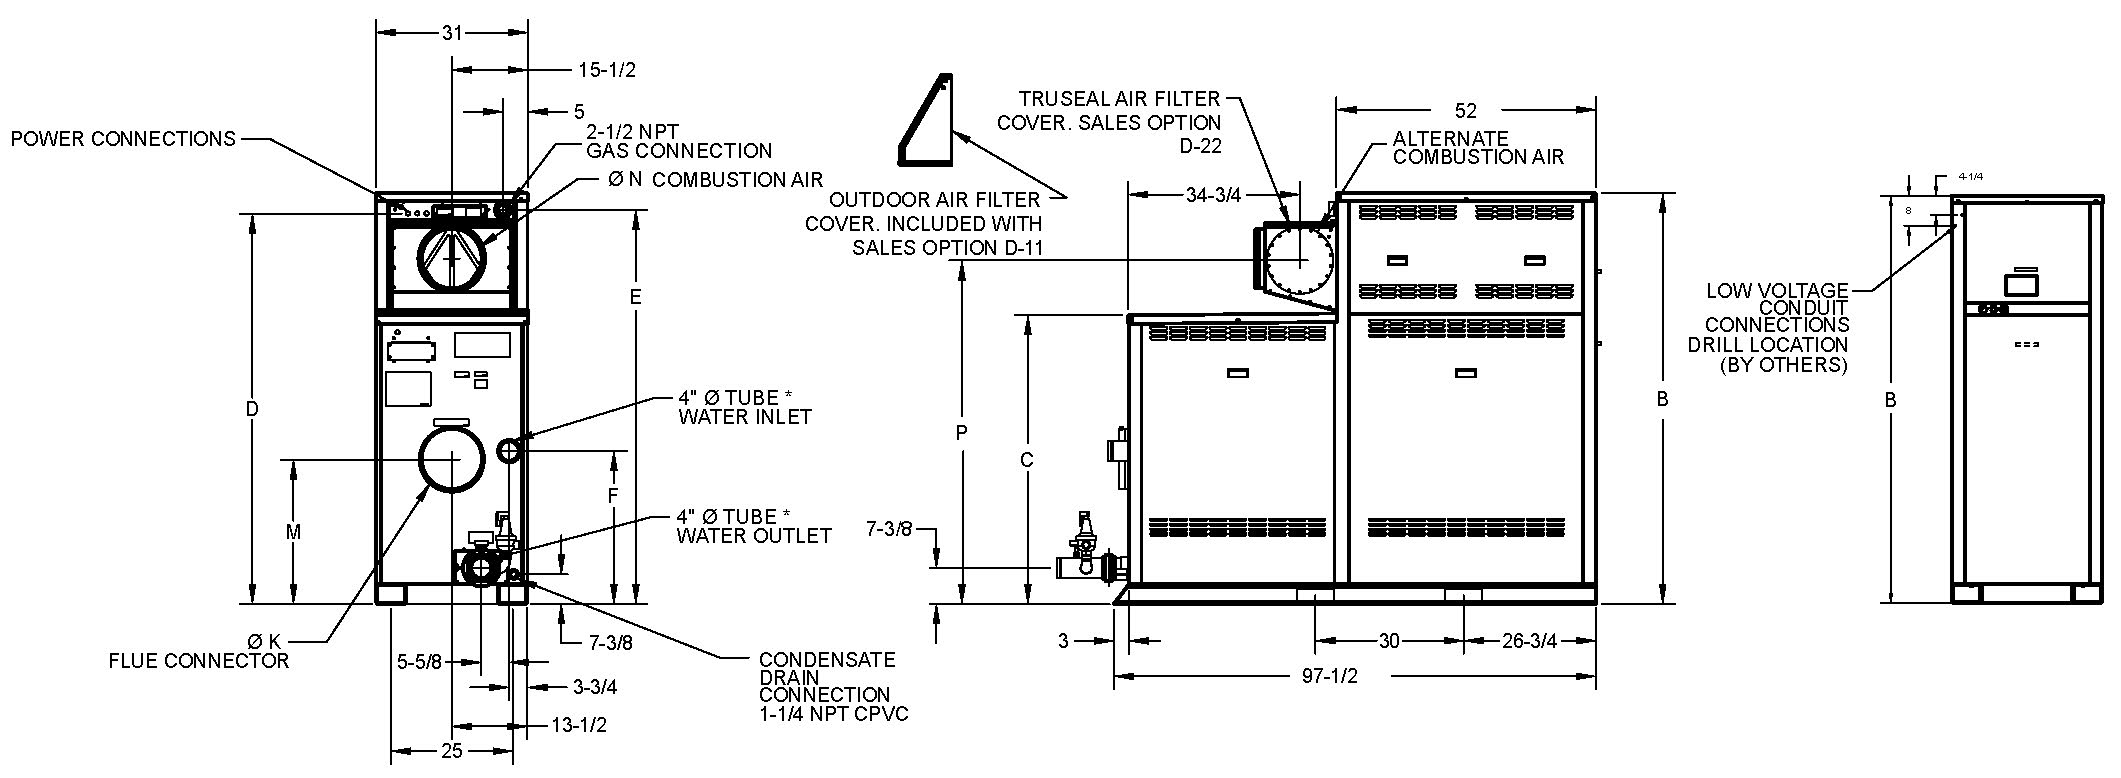 31
15-1/2
5
2-1/2 NPT
GAS CONNECTION
Ø N COMBUSTION AIR
POWER CONNECTIONS
D
E
M
F
4" Ø TUBE *
WATER INLET
4" Ø TUBE *
WATER OUTLET
Ø K
FLUE CONNECTOR
7-3/8
5-5/8
3-3/4
13-1/2
25
CONDENSATE
DRAIN
CONNECTION
1-1/4 NPT CPVC
TRUSEAL AIR FILTER
COVER. SALES OPTION
D-22
OUTDOOR AIR FILTER
COVER. INCLUDED WITH
SALES OPTION D-11
52
ALTERNATE
COMBUSTION AIR
34-3/4
P
C
B
7-3/8
3
30
26-3/4
97-1/2
4-1/4
8
LOW VOLTAGE
CONDUIT
CONNECTIONS
DRILL LOCATION
(BY OTHERS)
B